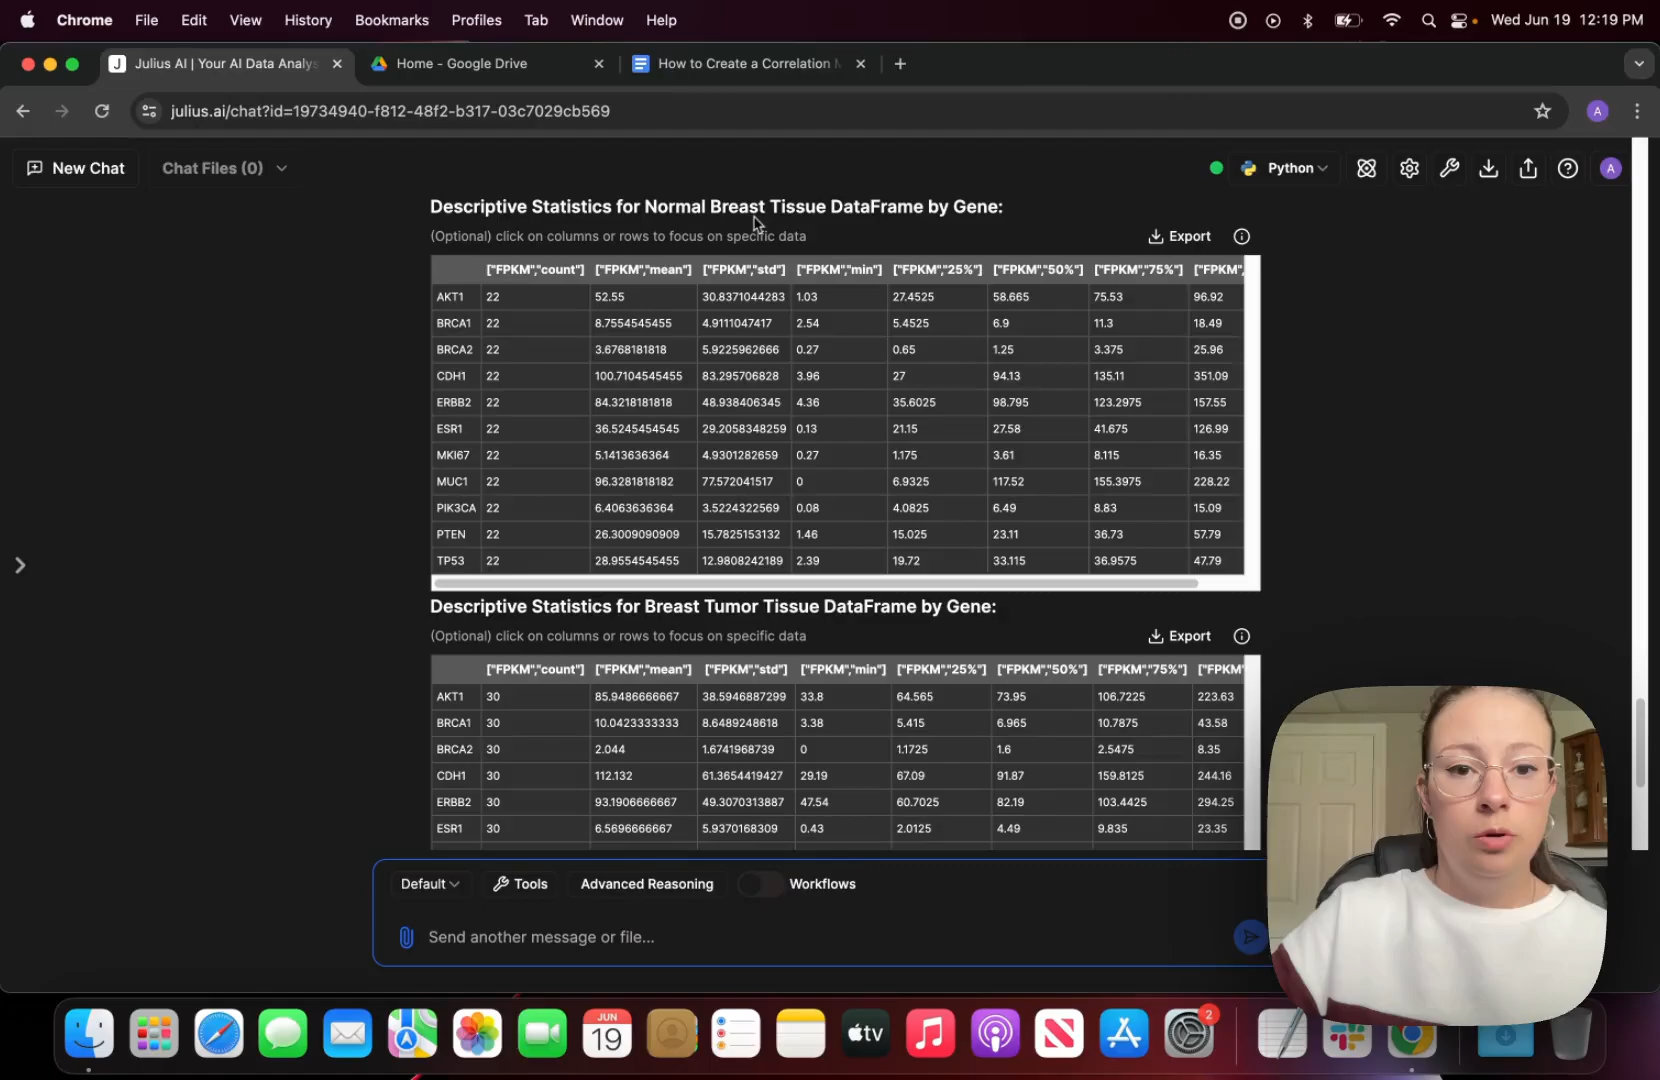 Chrome File Edit View History Bookmarks Profiles Tab Window Help Wed Jun 19 12:19 PM
J Julius AI | Your AI Data Analys Home - Google Drive How to Create a Correlation M
julius.ai/chat?id=19734940-f812-48f2-b317-03c7029cb569 A
New Chat Chat Files (0) Python A
Descriptive Statistics for Normal Breast Tissue DataFrame by Gene:
(Optional) click on columns or rows to focus on specific data Export
["FPKM","count"] ["FPKM","mean"] ["FPKM","std"] ["FPKM","min"] ["FPKM","25%"] ["FPKM","50%"] ["FPKM","75%"] ["FPKM",
AKT1 22 52.55 30.8371044283 1.03 27.4525 58.665 75.53 96.92
BRCA1 22 8.7554545455 4.9111047417 2.54 5.4525 6.9 11.3 18.49
BRCA2 22 3.6768181818 5.9225962666 0.27 0.65 1.25 3.375 25.96
CDH1 22 100.7104545455 83.295706828 3.96 27 94.13 135.11 351.09
ERBB2 22 84.3218181818 48.938406345 4.36 35.6025 98.795 123.2975 157.55
ESR1 22 36.5245454545 29.2058348259 0.13 21.15 27.58 41.675 126.99
MKI67 22 5.1413636364 4.9301282659 0.27 1.175 3.61 8.115 16.35
MUC1 22 96.3281818182 77.572041517 0 6.9325 117.52 155.3975 228.22
PIK3CA 22 6.4063636364 3.5224322569 0.08 4.0825 6.49 8.83 15.09
PTEN 22 26.3009090909 15.7825153132 1.46 15.025 23.11 36.73 57.79
TP53 22 28.9554545455 12.9808242189 2.39 19.72 33.115 36.9575 47.79
Descriptive Statistics for Breast Tumor Tissue DataFrame by Gene:
(Optional) click on columns or rows to focus on specific data Export
["FPKM","count"] ["FPKM","mean"] ["FPKM","std"] ["FPKM","min"] ["FPKM","25%"] ["FPKM","50%"] ["FPKM","75%"] ["FPKM"
AKT1 30 85.9486666667 38.5946887299 33.8 64.565 73.95 106.7225 223.63
BRCA1 30 10.0423333333 8.6489248618 3.38 5.415 6.965 10.7875 43.58
BRCA2 30 2.044 1.6741968739 0 1.1725 1.6 2.5475 8.35
CDH1 30 112.132 61.3654419427 29.19 67.09 91.87 159.8125 244.16
ERBB2 30 93.1906666667 49.3070313887 47.54 60.7025 82.19 103.4425 294.25
ESR1 30 6.5696666667 5.9370168309 0.43 2.0125 4.49 9.835 23.35
Default Tools Advanced Reasoning Workflows
Send another message or file...
JUN 19 tv 2